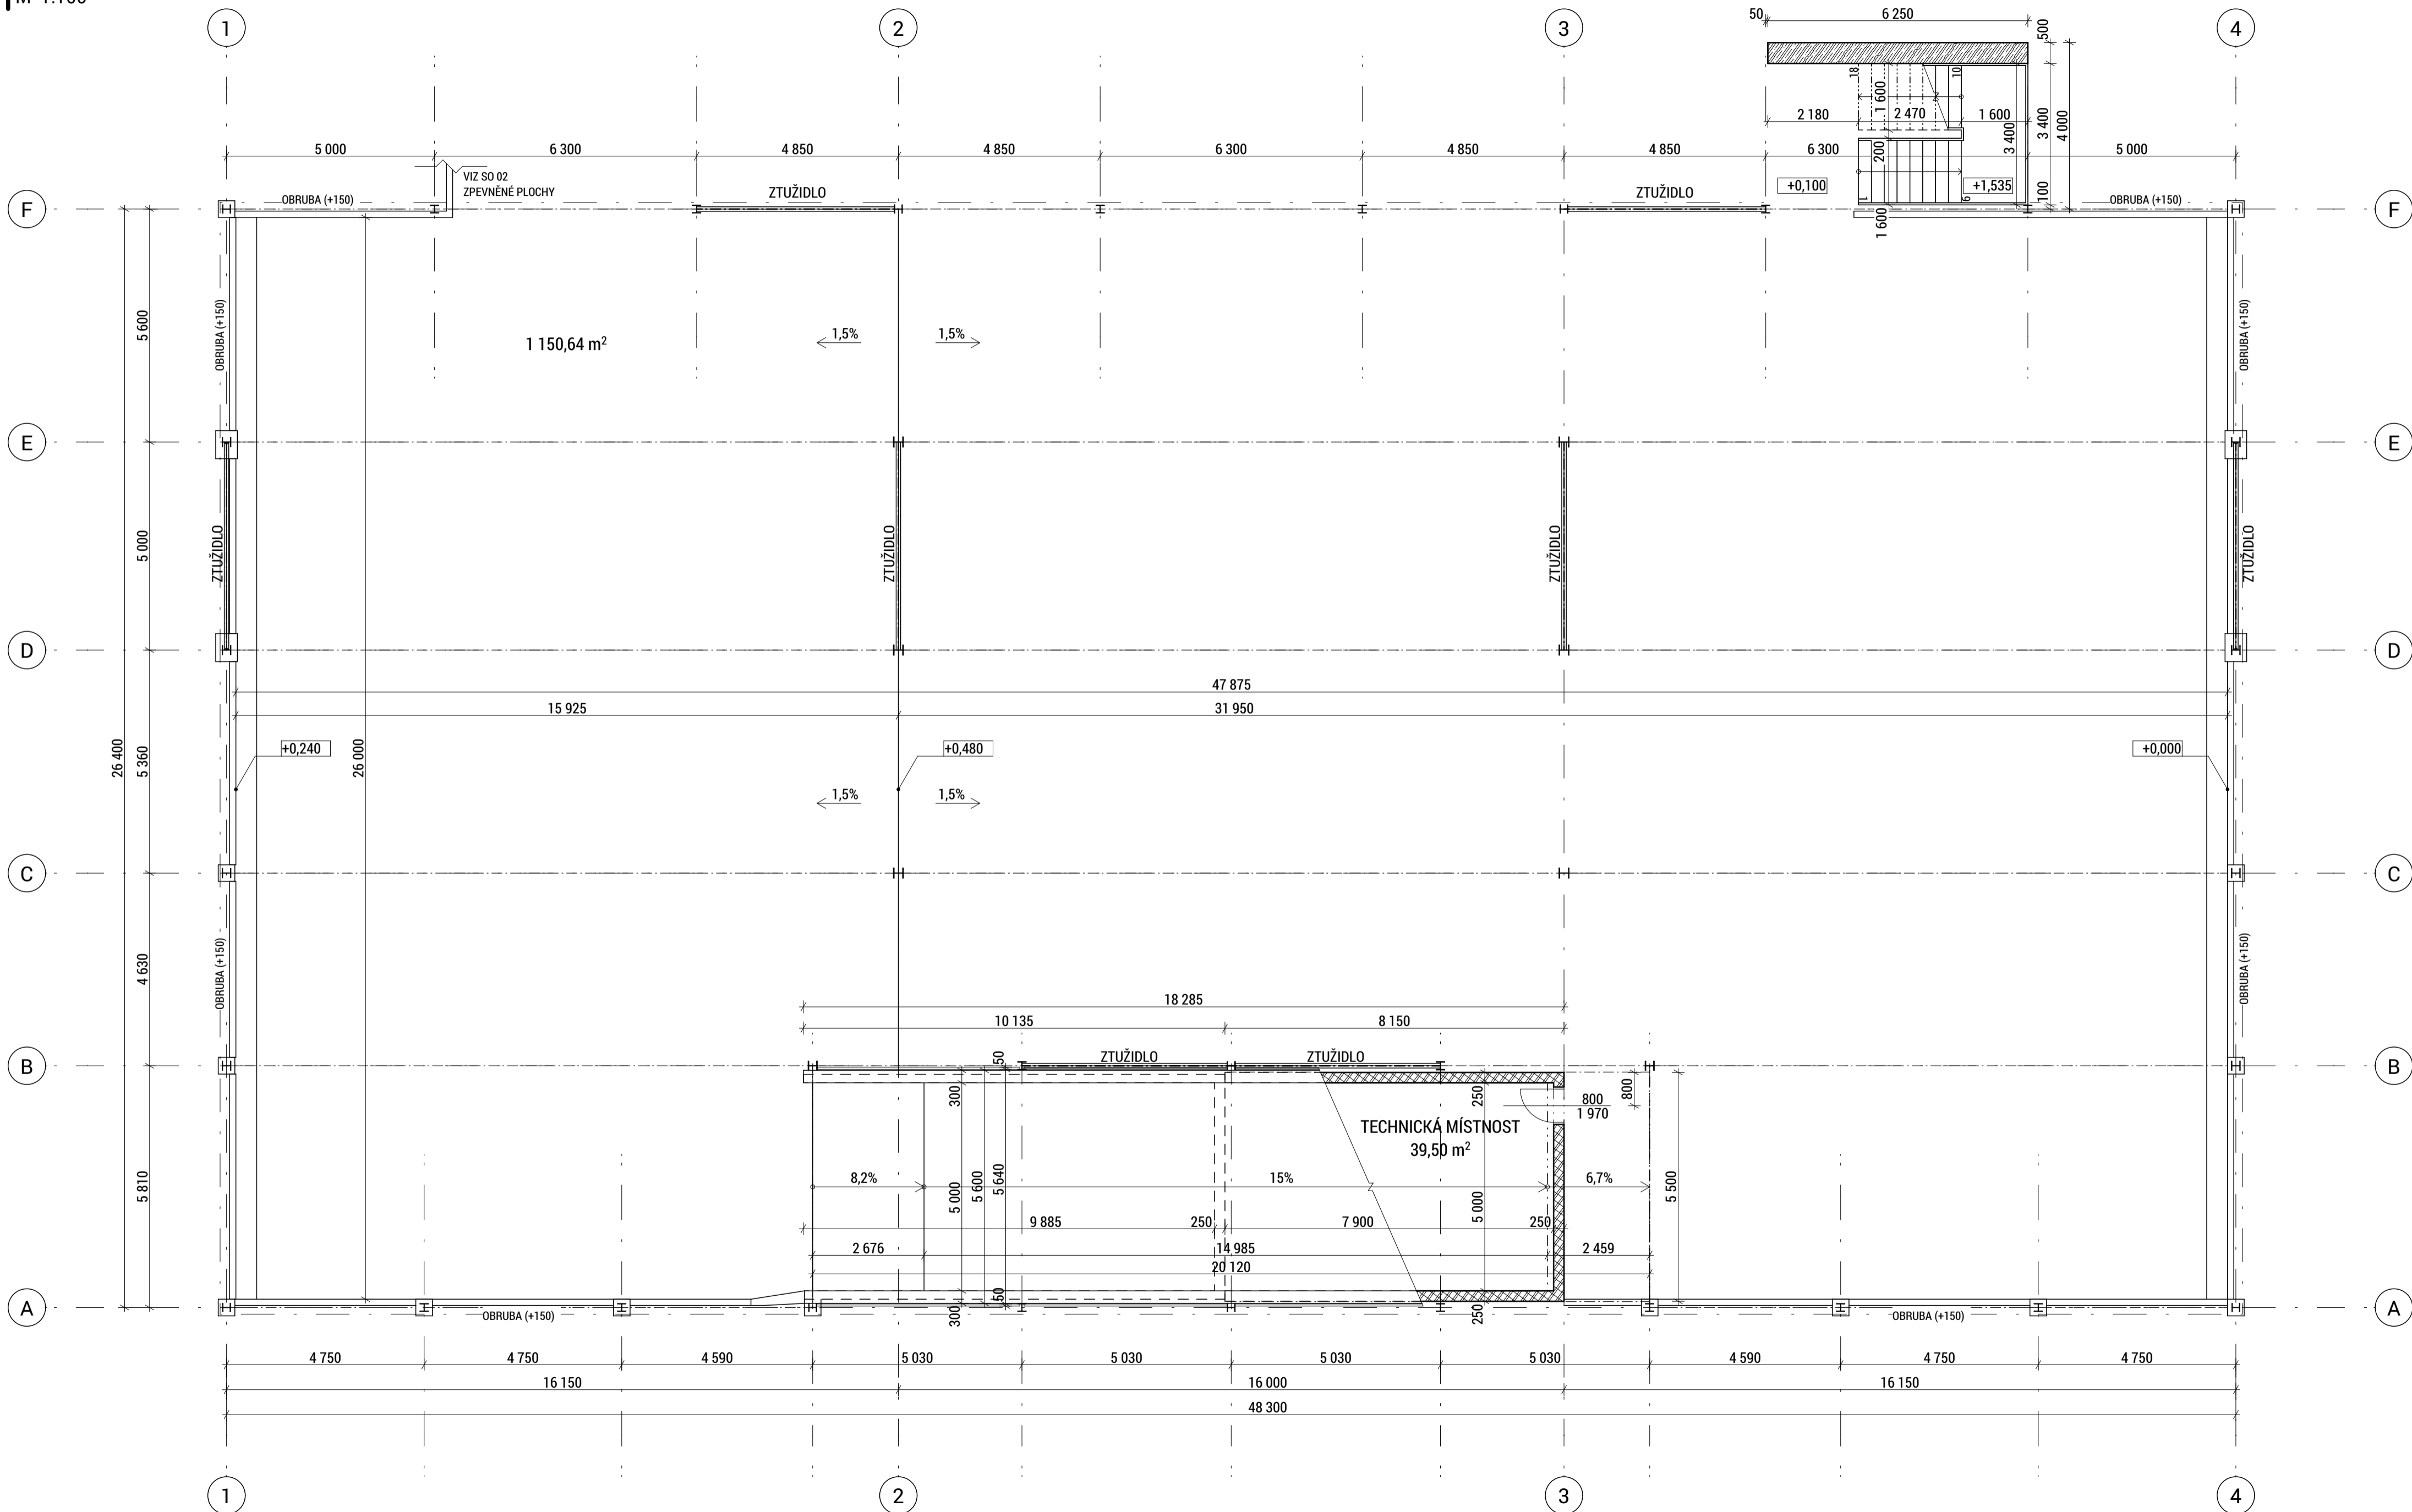 M 1:100
1
2
3
4
50
6 250
500
18
10
1 600
2 180
2 470
1 600
3 400
3 400
4 000
5 000
6 300
4 850
4 850
6 300
4 850
4 850
6 300
200
5 000
VIZ SO 02
ZPEVNĚNÉ PLOCHY
+0,100
+1,535
OBRUBA (+150)
ZTUŽIDLO
ZTUŽIDLO
1
9
100
OBRUBA (+150)
F
F
1 600
5 600
OBRUBA (+150)
OBRUBA (+150)
1 150,64 m²
1,5%
1,5%
E
E
5 000
ZTUŽIDLO
ZTUŽIDLO
ZTUŽIDLO
ZTUŽIDLO
D
D
47 875
15 925
31 950
26 400
5 360
26 000
+0,240
+0,480
+0,000
1,5%
1,5%
C
C
4 630
OBRUBA (+150)
OBRUBA (+150)
18 285
10 135
8 150
B
50
ZTUŽIDLO
ZTUŽIDLO
B
300
250
800
1 970
800
TECHNICKÁ MÍSTNOST
39,50 m²
5 810
8,2%
5 000
5 600
5 640
15%
5 000
6,7%
5 500
9 885
250
7 900
250
2 676
14 985
2 459
20 120
A
50
A
OBRUBA (+150)
300
250
OBRUBA (+150)
4 750
4 750
4 590
5 030
5 030
5 030
5 030
4 590
4 750
4 750
16 150
16 000
16 150
48 300
1
2
3
4